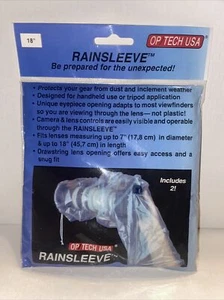 18"
OP TECH USA™
RAINSLEEVE™
Be prepared for the unexpected!
• Protects your gear from dust and inclement weather
• Designed for handheld use or tripod application
• Unique eyepiece opening adapts to most viewfinders
so you are viewing through the lens— not plastic!
• Camera & lens controls are easily visible and operable
through the RAINSLEEVE™
• Fits lenses measuring up to 7" (17,8 cm) in diameter
& up to 18" (45,7 cm) in length
• Drawstring lens opening offers easy access and a
snug fit
Includes
2!
OP TECH USA™
RAINSLEEVE™